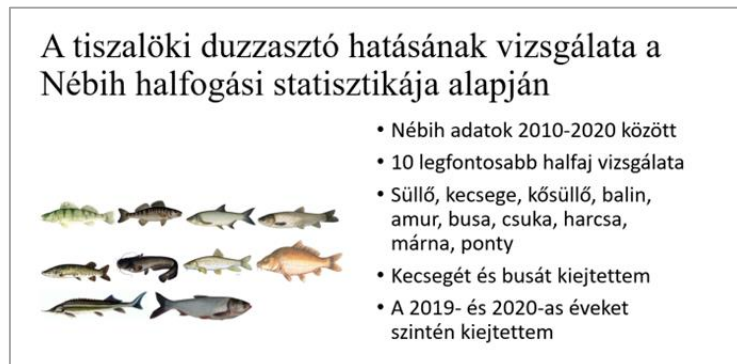 A tiszalöki duzzasztó hatásának vizsgálata a
Nébih halfogási statisztikája alapján
• Nébih adatok 2010-2020 között
• 10 legfontosabb halfaj vizsgálata
• Süllő, kecsege, kősüllő, balin,
amur, busa, csuka, harcsa,
márna, ponty
• Kecsegét és busát kiejtettem
• A 2019- és 2020-as éveket
szintén kiejtettem